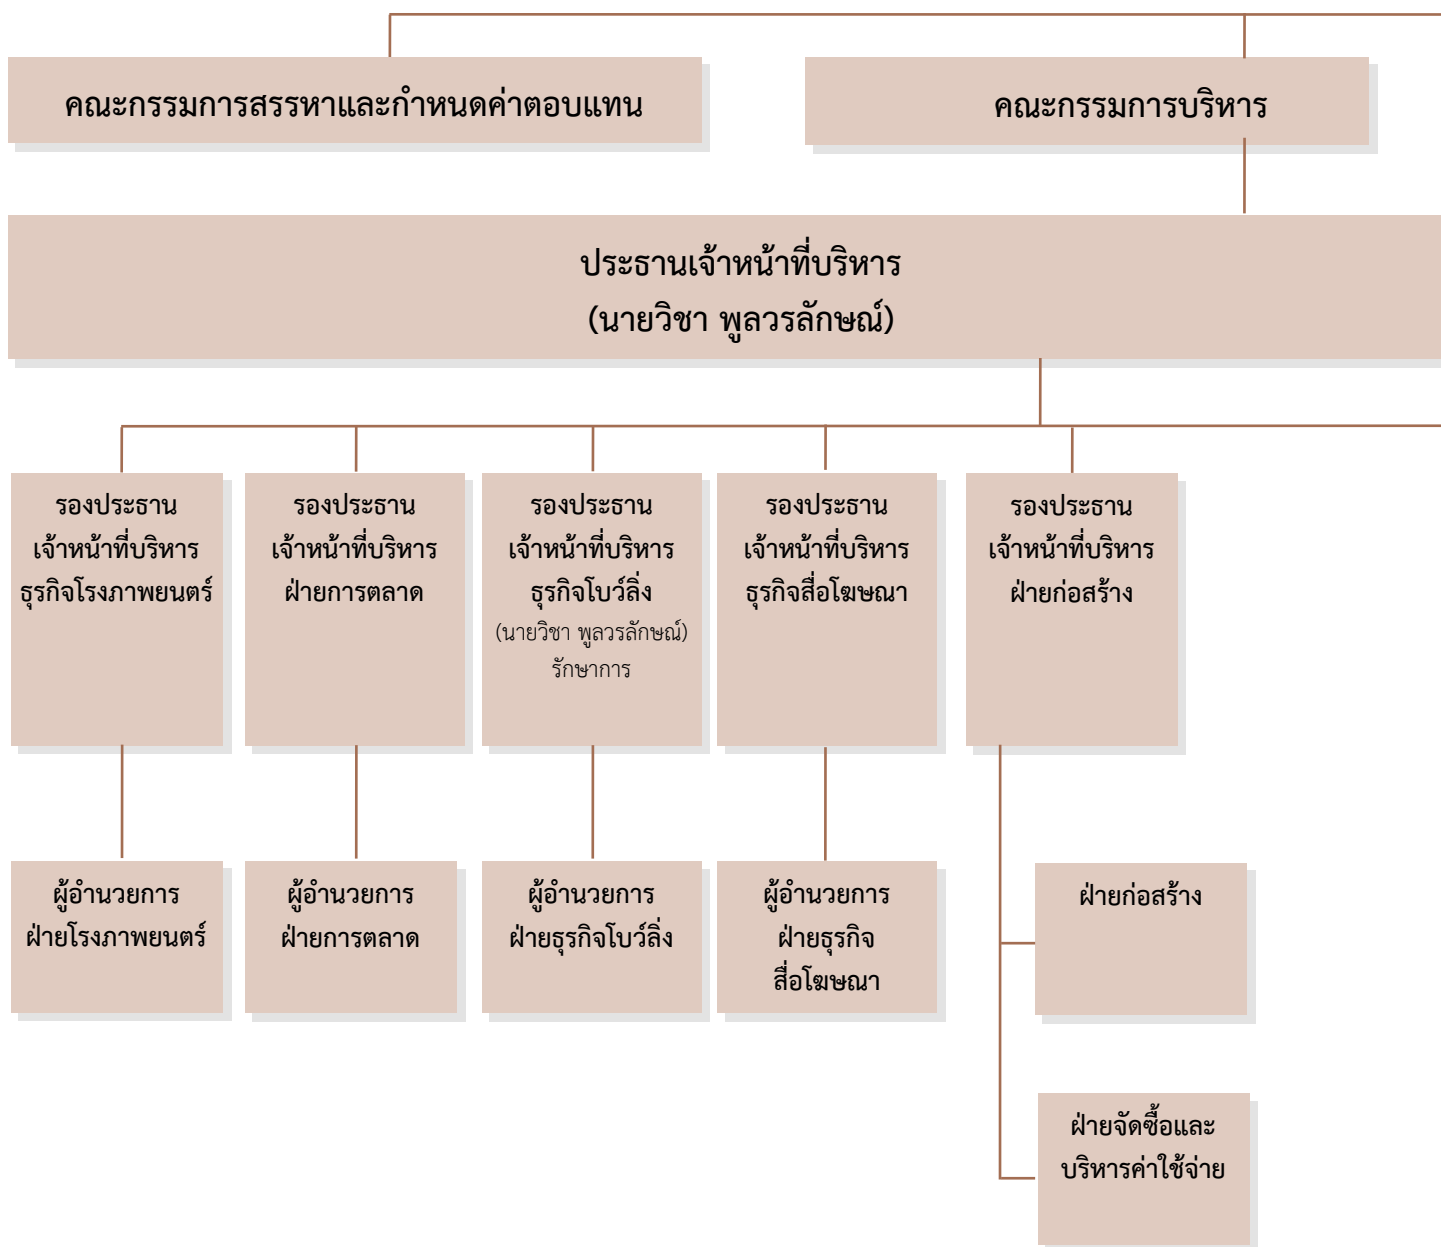 คณะกรรมการสรรหาและกำหนดค่าตอบแทน
คณะกรรมการบริหาร
ประธานเจ้าหน้าที่บริหาร
(นายวิชา พูลวรลักษณ์)
รองประธาน
เจ้าหน้าที่บริหาร
ธุรกิจโรงภาพยนตร์
รองประธาน
เจ้าหน้าที่บริหาร
ฝ่ายการตลาด
รองประธาน
เจ้าหน้าที่บริหาร
ธุรกิจโบว์ลิ่ง
(นายวิชา พูลวรลักษณ์)
รักษาการ
รองประธาน
เจ้าหน้าที่บริหาร
ธุรกิจสื่อโฆษณา
รองประธาน
เจ้าหน้าที่บริหาร
ฝ่ายก่อสร้าง
ผู้อำนวยการ
ฝ่ายโรงภาพยนตร์
ผู้อำนวยการ
ฝ่ายการตลาด
ผู้อำนวยการ
ฝ่ายธุรกิจโบว์ลิ่ง
ผู้อำนวยการ
ฝ่ายธุรกิจ
สื่อโฆษณา
ฝ่ายก่อสร้าง
ฝ่ายจัดซื้อและ
บริหารค่าใช้จ่าย